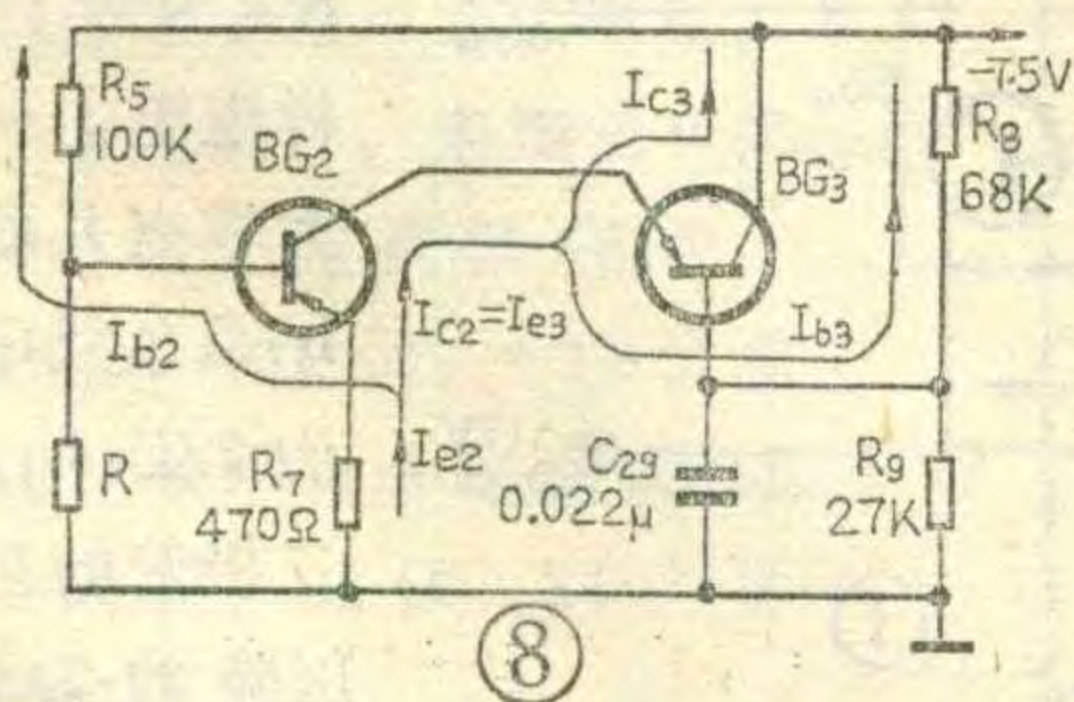 R5
100K
BG2
Ic3
-7.5V
R8
68K
BG3
Ib2
Ic2=Ie3
Ib3
R
R7
470Ω
Ie2
C29
0.022μ
R9
27K
8